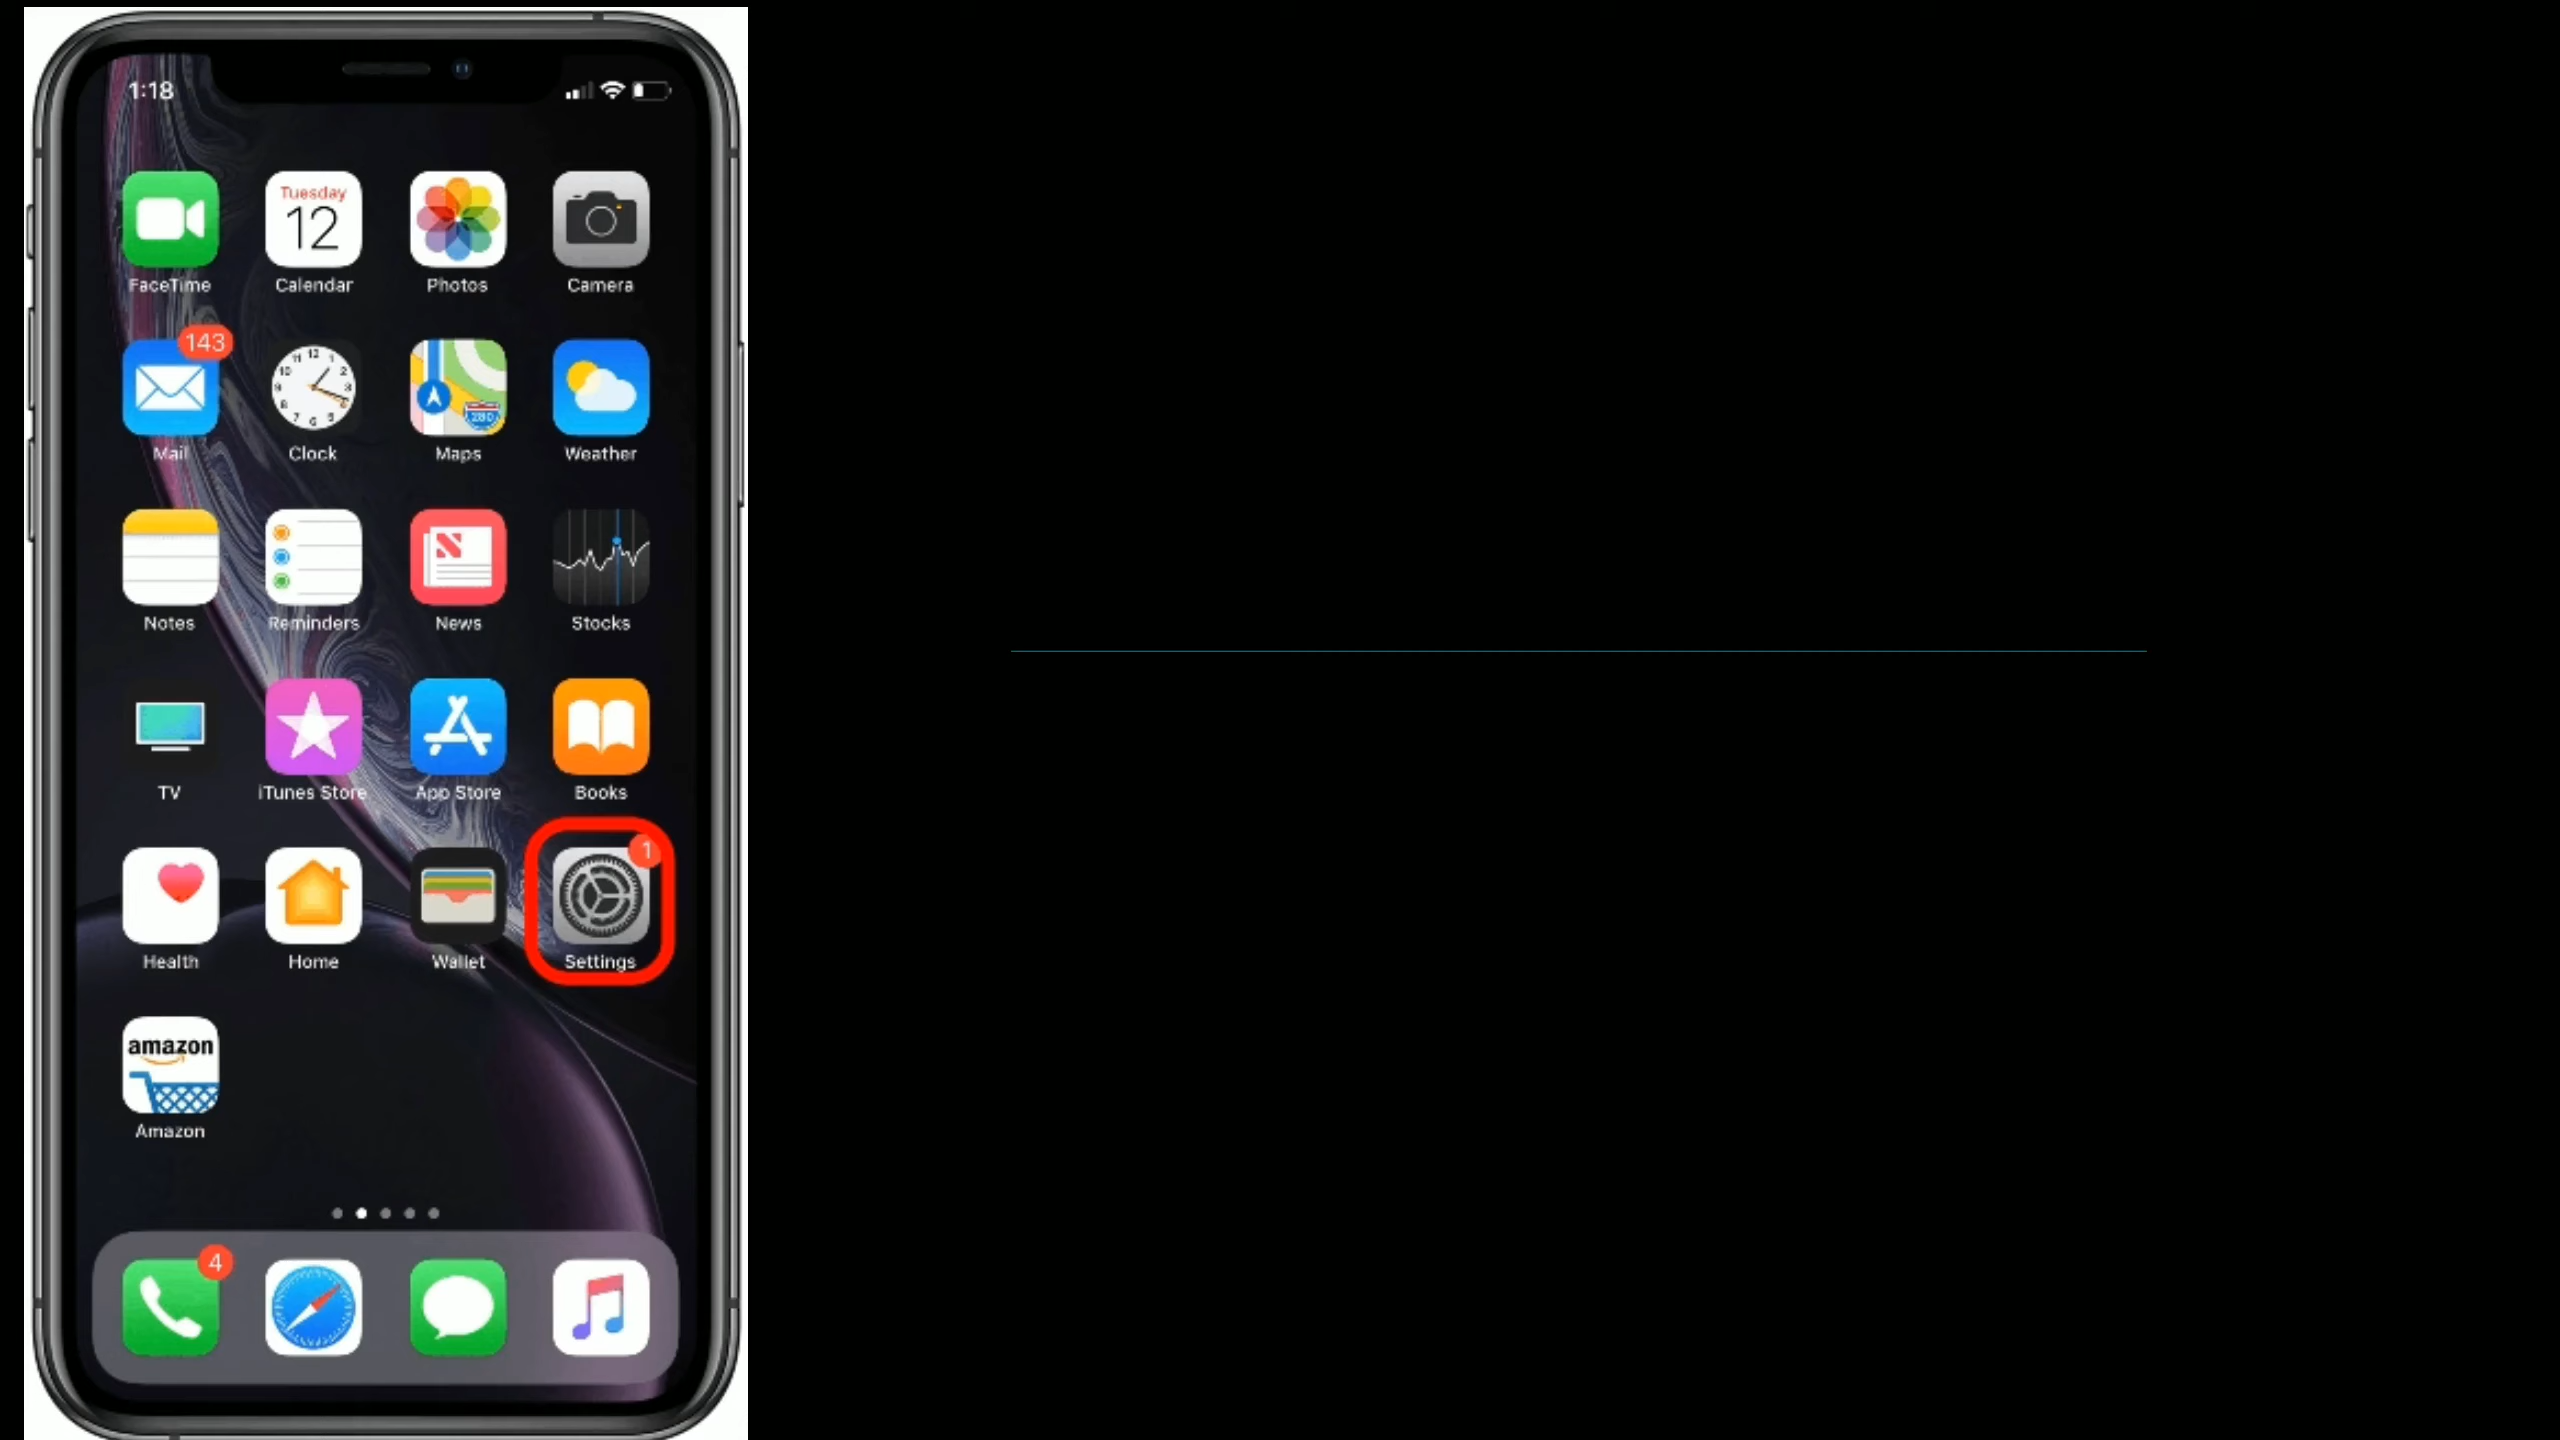 1:18
Tuesday
12
FaceTime Calendar Photos Camera
143
280
Mail Clock Maps Weather
Notes Reminders News Stocks
TV iTunes Store App Store Books
1
Health Home Wallet Settings
amazon
Amazon
4